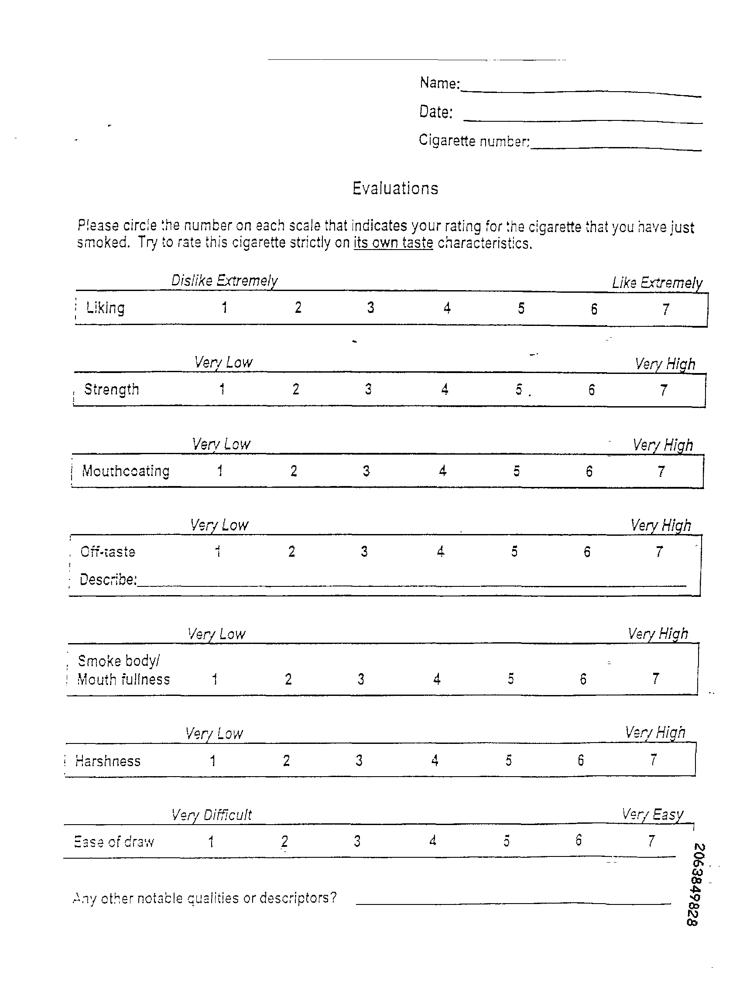 Name:
Date:
Cigarette number:
Evaluations
Please circle the number on each scale that indicates your rating for the cigarette that you have just
smoked. Try to rate this cigarette strictly on its own taste characteristics.
Dislike Extremely Like Extremely
Liking 1 2 3 4 5 6 7
Very Low Very High
Strength 1 2 3 4 5 6 7
Very Low Very High
Mouthcoating 1 2 3 4 5 6 7
Very Low Very High
Off-taste 1 2 3 4 5 6 7
Describe:
Very Low Very High
Smoke body/
Mouth fullness 1 2 3 4 5 6 7
Very Low Very High
Harshness 1 2 3 4 5 6 7
Very Difficult Very Easy
Ease of draw 1 2 3 4 5 6 7
Any other notable qualities or descriptors?
2063849828